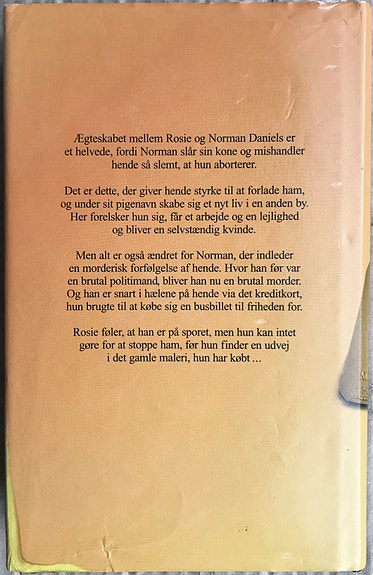 Ægteskabet mellem Rosie og Norman Daniels er
et helvede, fordi Norman slår sin kone og mishandler
hende så slemt, at hun aborterer.
Det er dette, der giver hende styrke til at forlade ham,
og under sit pigenavn skabe sig et nyt liv i en anden by.
Her forelsker hun sig, får et arbejde og en lejlighed
og bliver en selvstændig kvinde.
Men alt er også ændret for Norman, der indleder
en morderisk forfølgelse af hende. Hvor han før var
en brutal politimand, bliver han nu en brutal morder.
Og han er snart i hælene på hende via det kreditkort,
hun brugte til at købe sig en busbillet til friheden for.
Rosie føler, at han er på sporet, men hun kan intet
gøre for at stoppe ham, før hun finder en udvej
i det gamle maleri, hun har købt ...